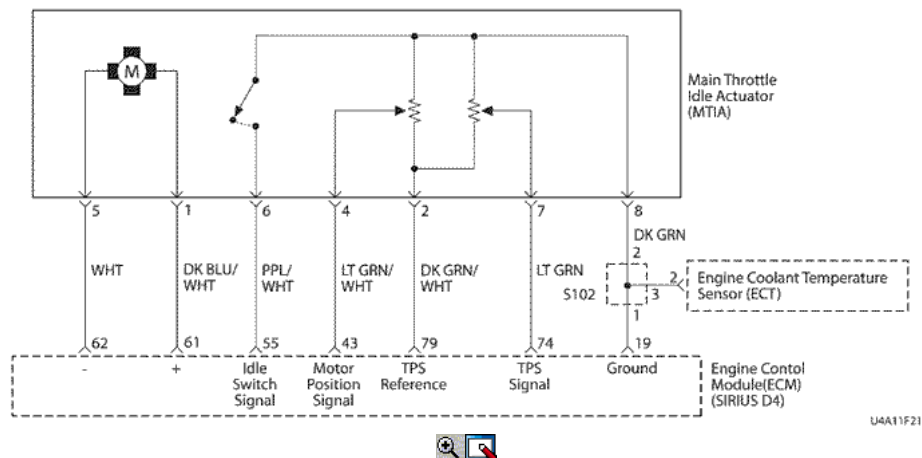 M
Main Throttle
Idle Actuator
(MTIA)
5
1
6
4
2
7
8
WHT
DK BLU/
WHT
PPL/
WHT
LT GRN/
WHT
DK GRN/
WHT
LT GRN
DK GRN
2
S102
3
1
2
Engine Coolant Temperature
Sensor (ECT)
62
61
55
43
79
74
19
-
+
Idle
Switch
Signal
Motor
Position
Signal
TPS
Reference
TPS
Signal
Ground
Engine Contol
Module(ECM)
(SIRIUS D4)
U4A11F21